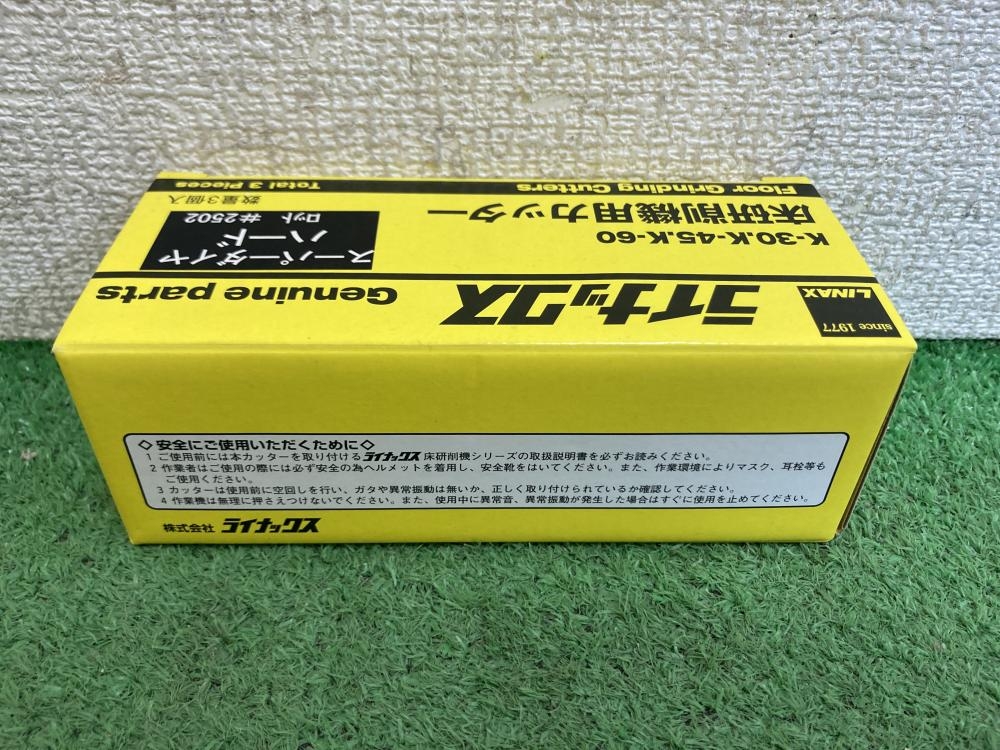 since 1977
LINAX
ライナックス
Genuine parts
K-30.K-45.K-60
床研削機用カッター
スーパーダイヤ
ハード
ロット #2502
数量3個入
Floor Grinding Cutters
Total 3 Pieces
◇安全にご使用いただくために◇
1 ご使用前には本カッターを取り付けるライナックス床研削機シリーズの取扱説明書を必ずお読みください。
2 作業者はご使用の際には必ず安全の為ヘルメットを着用し、安全靴をはいてください。また、作業環境によりマスク、耳栓等も
ご使用ください。
3 カッターは使用前に空回しを行い、ガタや異常振動は無いか、正しく取り付けられているか確認してください。
4 作業機は無理に押さえつけないでください。また、使用中に異常音、異常振動が発生した場合はすぐに使用を止めてください。
株式会社 ライナックス